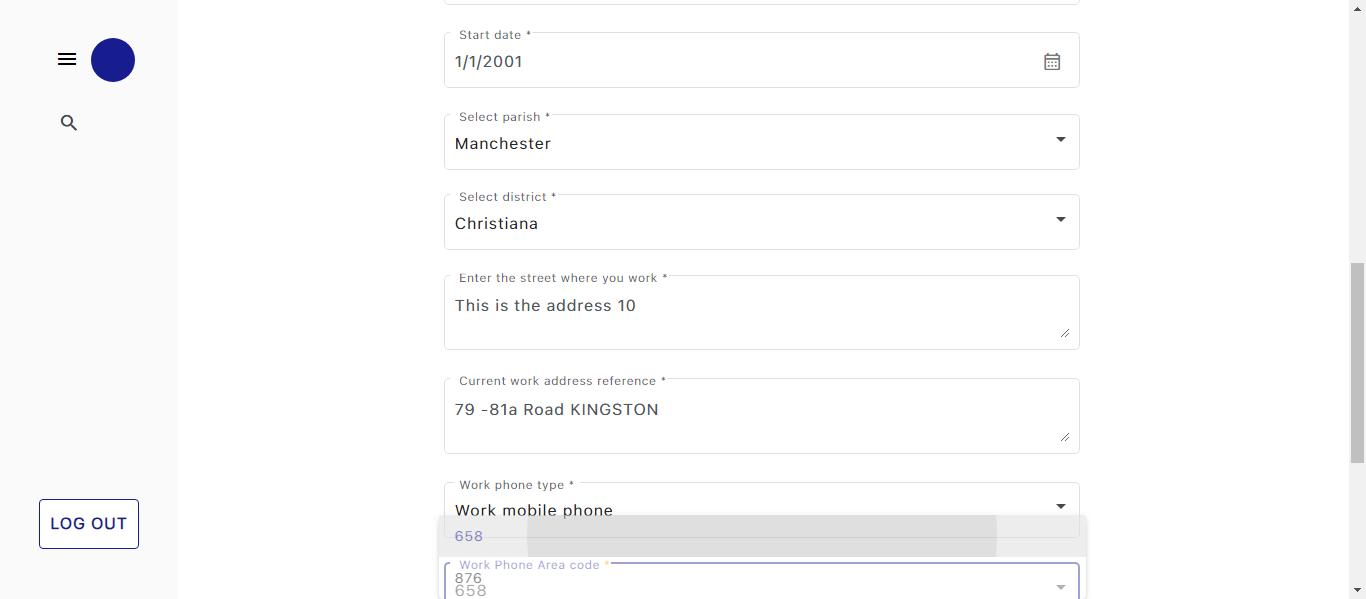 Start date *
1/1/2001
Select parish *
Manchester
Select district *
Christiana
Enter the street where you work *
This is the address 10
Current work address reference *
79 -81a Road KINGSTON
LOG OUT
Work phone type *
Work mobile phone
658
Work Phone Area code *
876
658